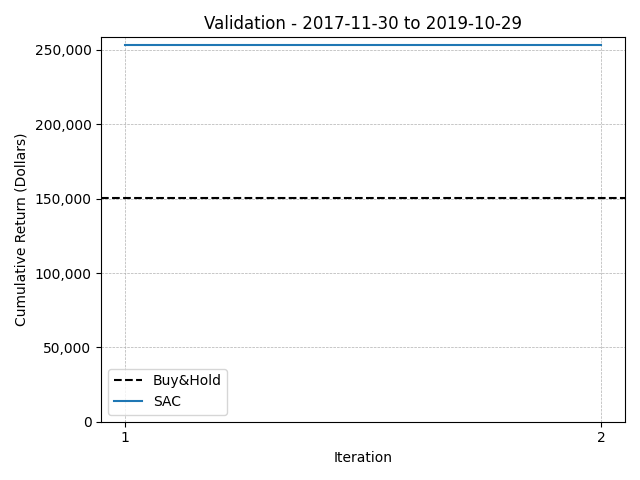 Validation - 2017-11-30 to 2019-10-29
Cumulative Return (Dollars)
250,000
200,000
150,000
100,000
50,000
0
Buy&Hold
SAC
1
2
Iteration